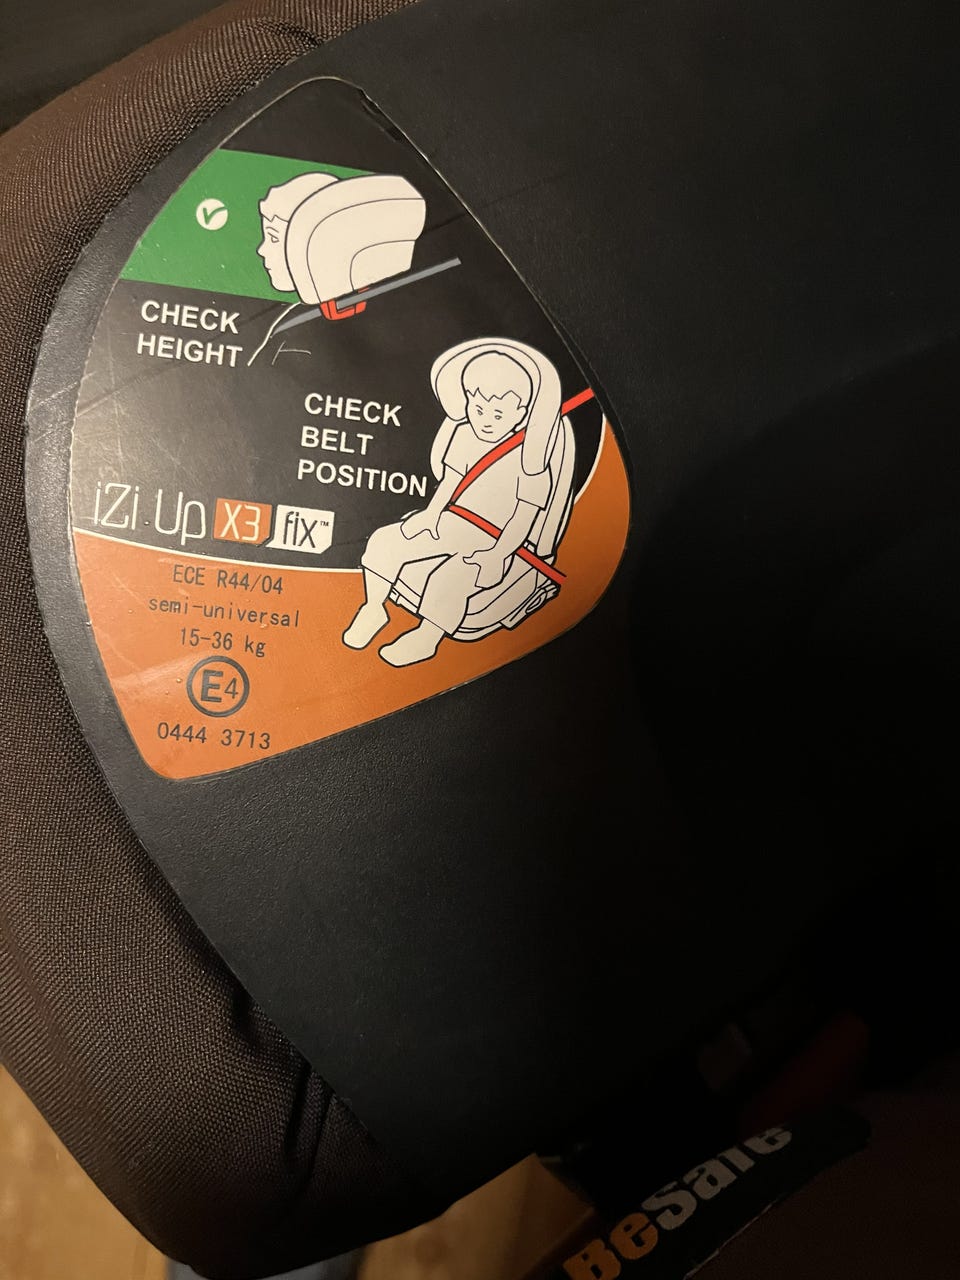 CHECK
HEIGHT
CHECK
BELT
POSITION
iZi Up X3 fix™
ECE R44/04
semi-universal
15-36 kg
E4
0444 3713
BeSafe